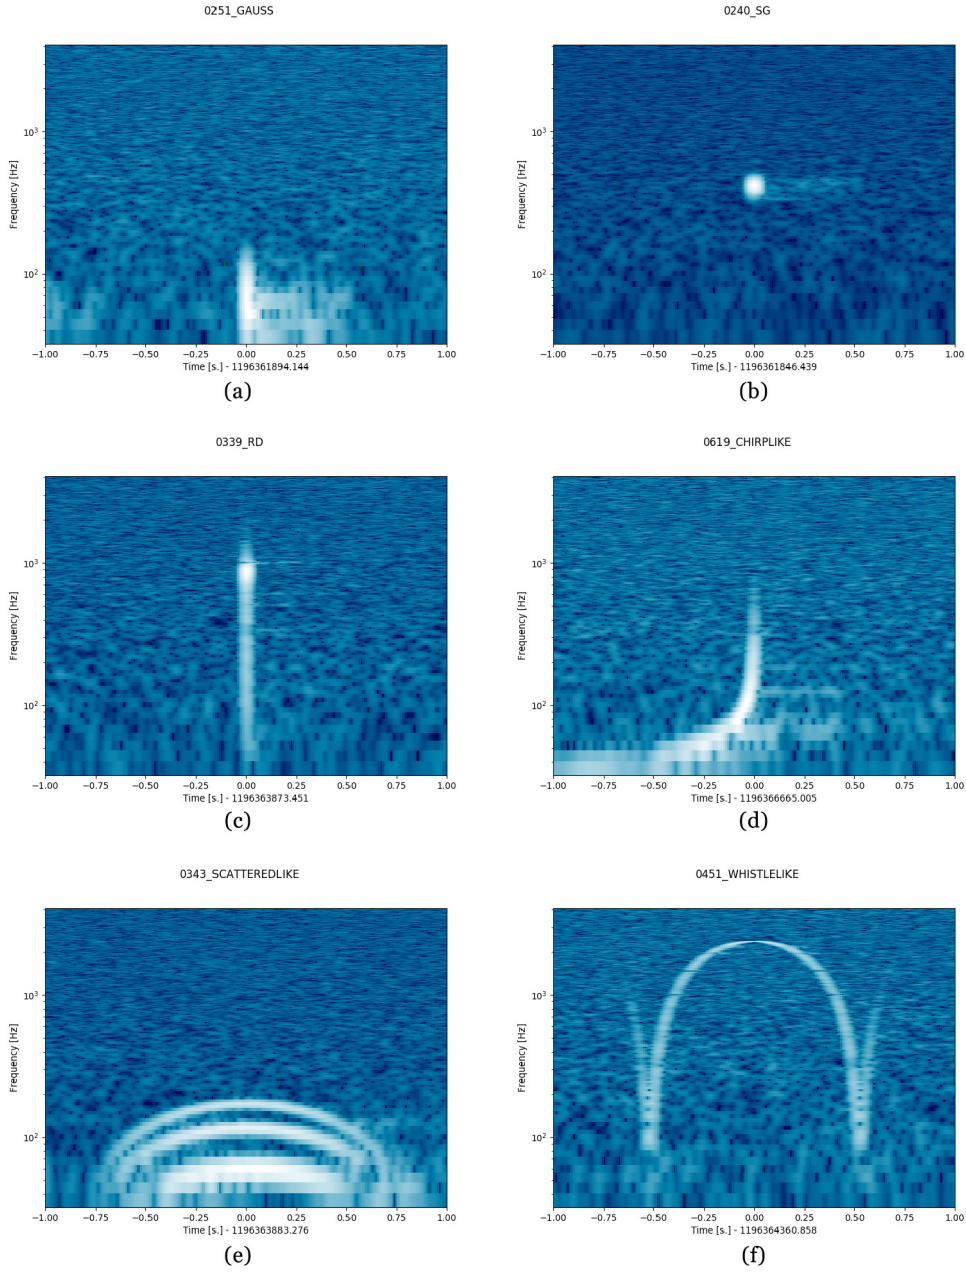 0251_GAUSS
0240_SG
Frequency [Hz]
10³
10²
−1.00 −0.75 −0.50 −0.25 0.00 0.25 0.50 0.75 1.00
Time [s.] - 1196361894.144
(a)
Frequency [Hz]
10³
10²
−1.00 −0.75 −0.50 −0.25 0.00 0.25 0.50 0.75 1.00
Time [s.] - 1196361846.439
(b)
0339_RD
0619_CHIRPLIKE
Frequency [Hz]
10³
10²
−1.00 −0.75 −0.50 −0.25 0.00 0.25 0.50 0.75 1.00
Time [s.] - 1196363873.451
(c)
Frequency [Hz]
10³
10²
−1.00 −0.75 −0.50 −0.25 0.00 0.25 0.50 0.75 1.00
Time [s.] - 1196366665.005
(d)
0343_SCATTEREDLIKE
0451_WHISTLELIKE
Frequency [Hz]
10³
10²
−1.00 −0.75 −0.50 −0.25 0.00 0.25 0.50 0.75 1.00
Time [s.] - 1196363883.276
(e)
Frequency [Hz]
10³
10²
−1.00 −0.75 −0.50 −0.25 0.00 0.25 0.50 0.75 1.00
Time [s.] - 1196364360.858
(f)